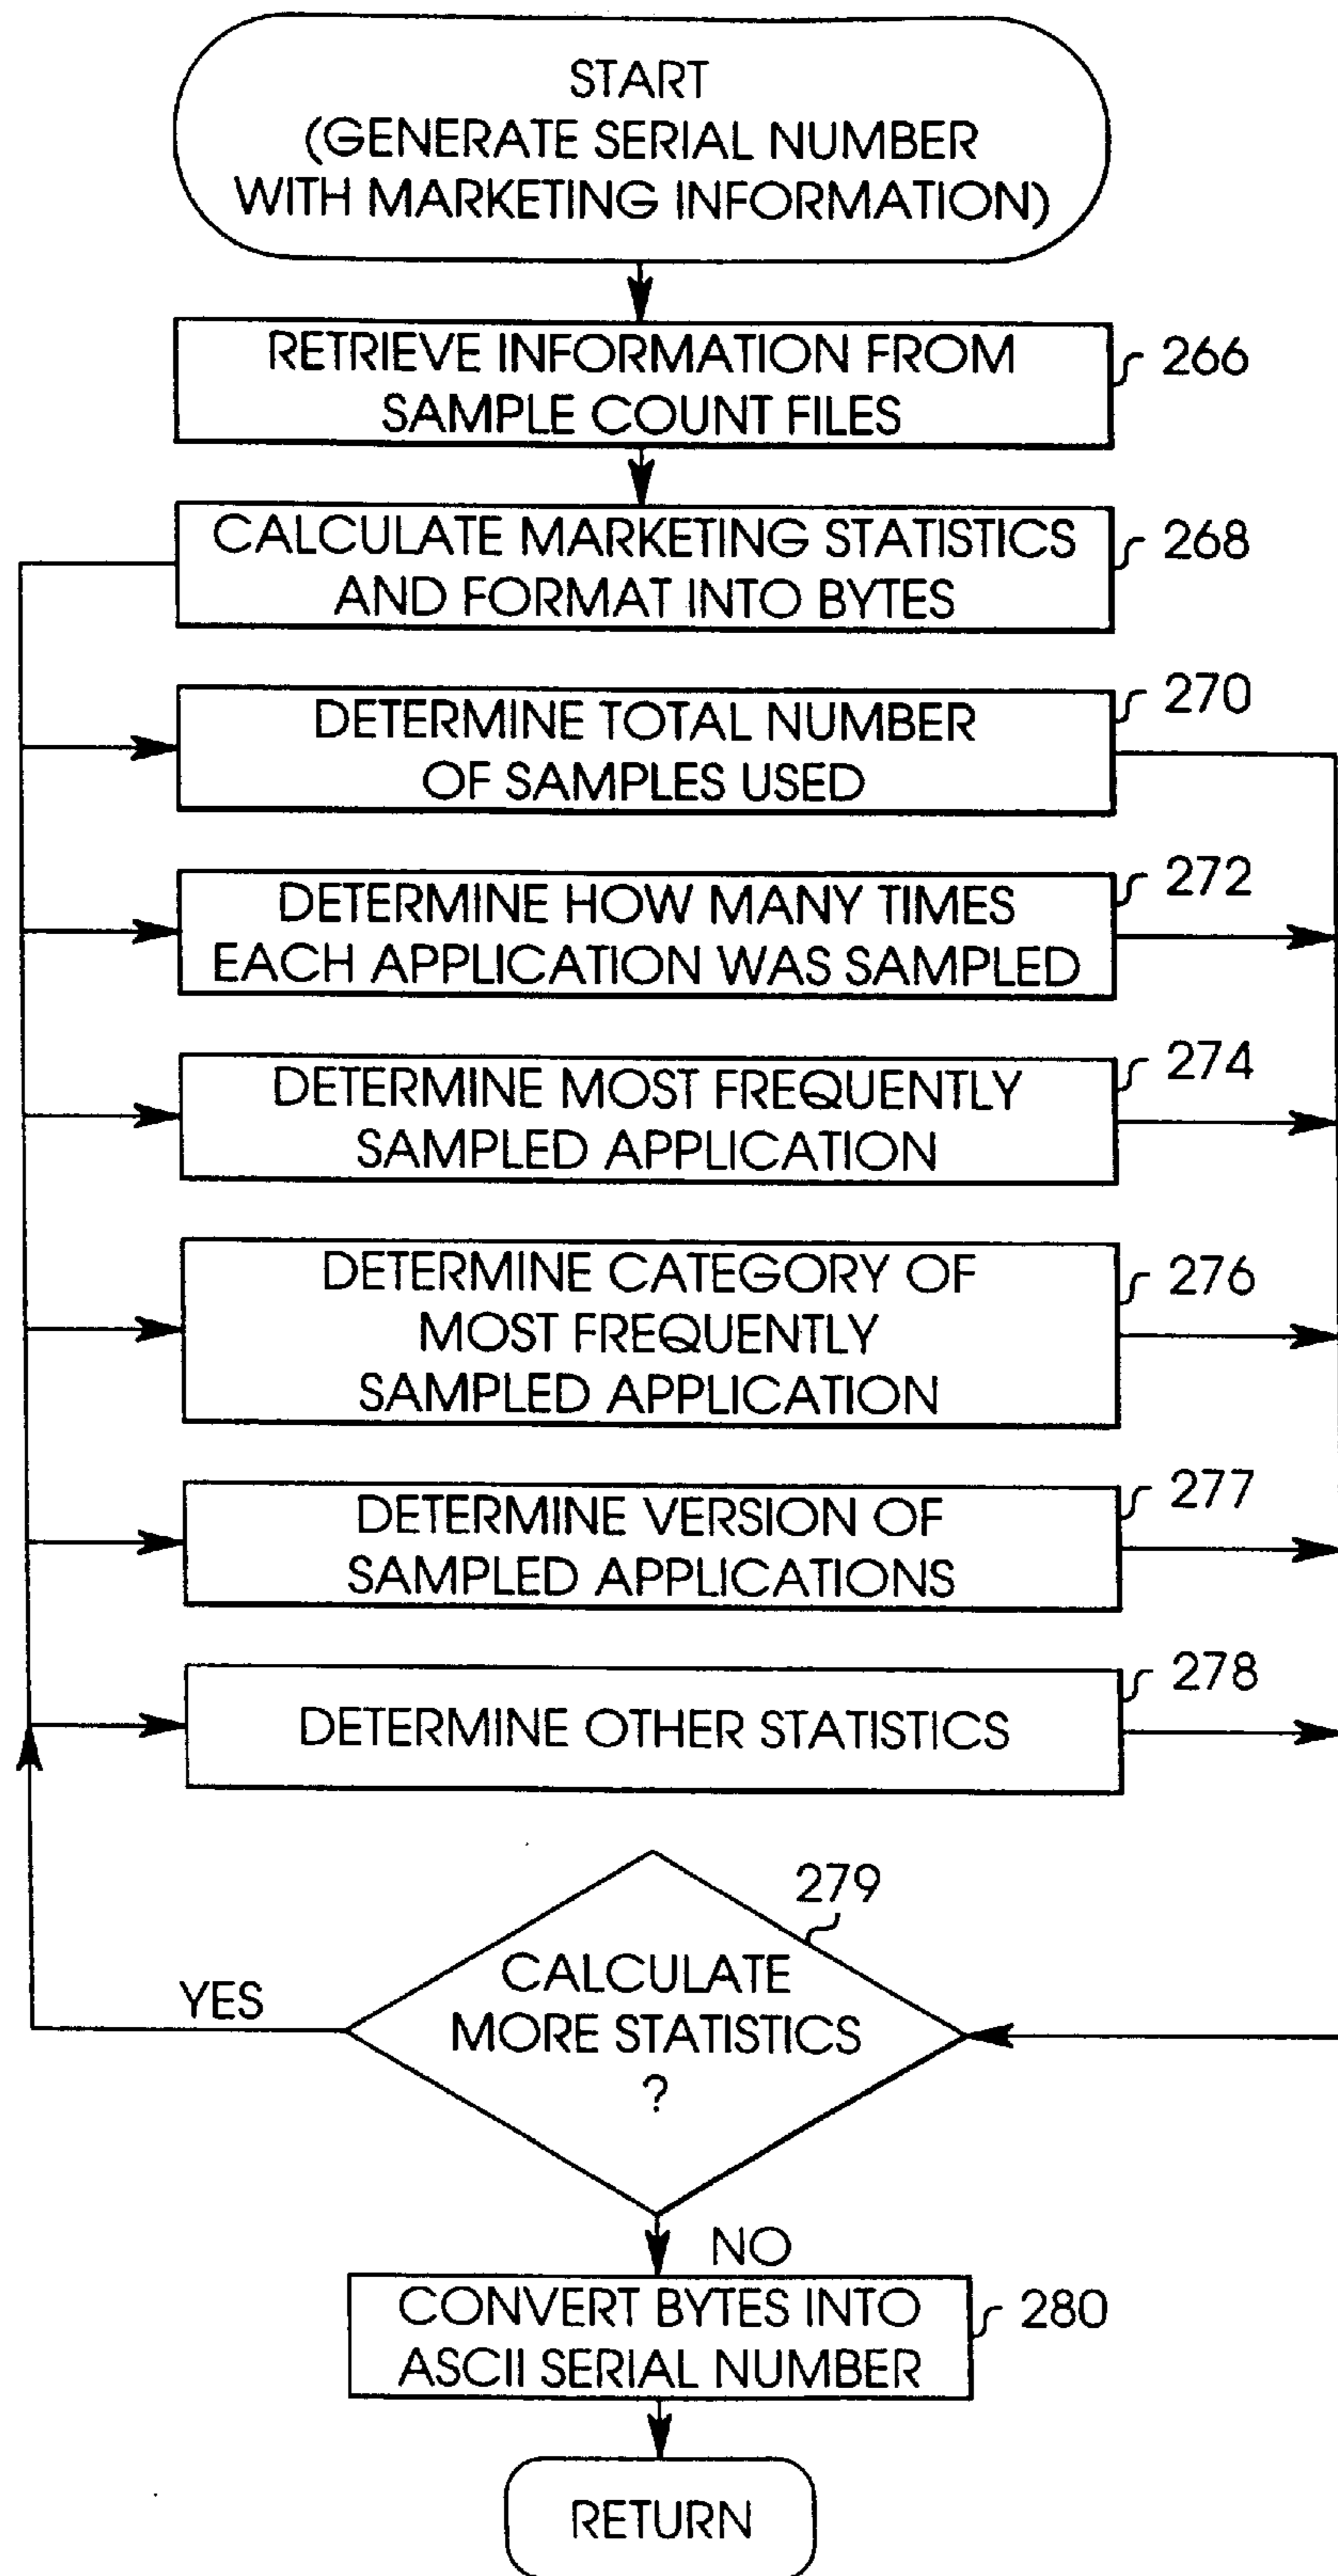 START
(GENERATE SERIAL NUMBER
WITH MARKETING INFORMATION)
RETRIEVE INFORMATION FROM
SAMPLE COUNT FILES
266
CALCULATE MARKETING STATISTICS
AND FORMAT INTO BYTES
268
DETERMINE TOTAL NUMBER
OF SAMPLES USED
270
DETERMINE HOW MANY TIMES
EACH APPLICATION WAS SAMPLED
272
DETERMINE MOST FREQUENTLY
SAMPLED APPLICATION
274
DETERMINE CATEGORY OF
MOST FREQUENTLY
SAMPLED APPLICATION
276
DETERMINE VERSION OF
SAMPLED APPLICATIONS
277
DETERMINE OTHER STATISTICS
278
279
CALCULATE
MORE STATISTICS
?
YES
NO
CONVERT BYTES INTO
ASCII SERIAL NUMBER
280
RETURN